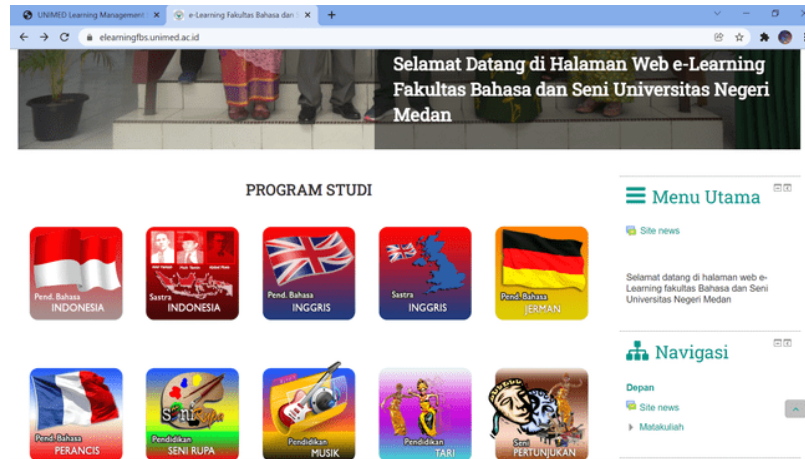 UNIMED Learning Management
e-Learning Fakultas Bahasa dan
elearningfbs.unimed.ac.id
Selamat Datang di Halaman Web e-Learning
Fakultas Bahasa dan Seni Universitas Negeri
Medan
PROGRAM STUDI
Pend. Bahasa
INDONESIA
Sastra
INDONESIA
Pend. Bahasa
INGGRIS
Sastra
INGGRIS
Pend. Bahasa
JERMAN
Pend. Bahasa
PERANCIS
Pendidikan
SENI RUPA
Pendidikan
MUSIK
Pendidikan
TARI
Seni
PERTUNJUKAN
Menu Utama
Site news
Selamat datang di halaman web e-
Learning fakultas Bahasa dan Seni
Universitas Negeri Medan
Navigasi
Depan
Site news
Matakuliah